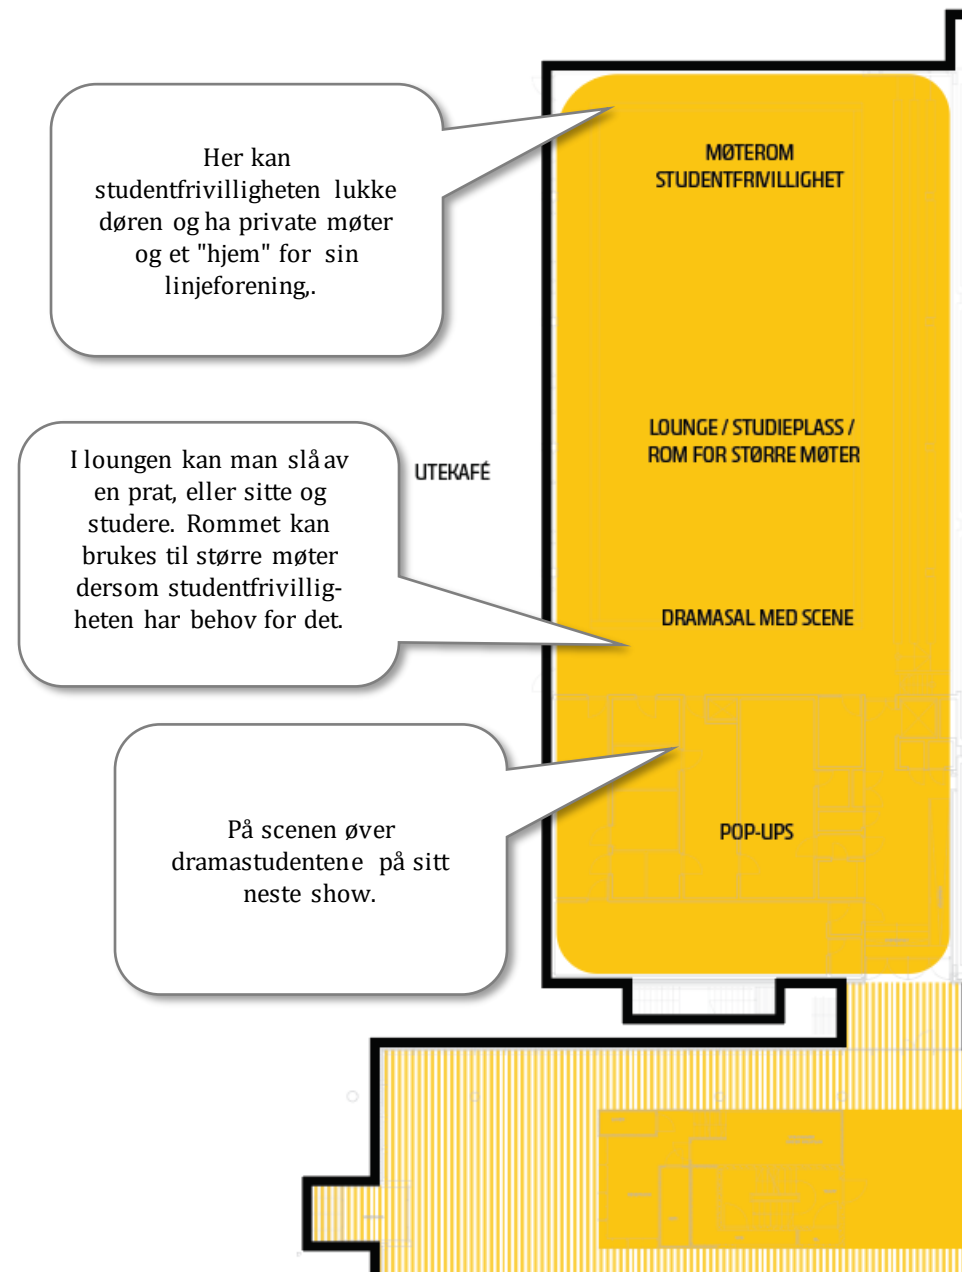 Her kan
studentfrivilligheten lukke
døren og ha private møter
og et "hjem" for sin
linjeforening,.
MØTEROM
STUDENTFRIVILLIGHET
I loungen kan man slå av
en prat, eller sitte og
studere. Rommet kan
brukes til større møter
dersom studentfrivillig-
heten har behov for det.
UTEKAFÉ
LOUNGE / STUDIEPLASS /
ROM FOR STØRRE MØTER
DRAMASAL MED SCENE
På scenen øver
dramastudentene på sitt
neste show.
POP-UPS